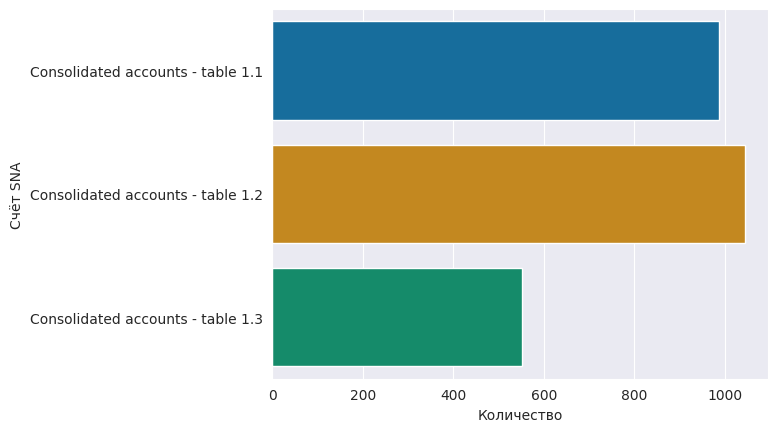 Счёт SNA
Consolidated accounts - table 1.1
Consolidated accounts - table 1.2
Consolidated accounts - table 1.3
0 200 400 600 800 1000
Количество